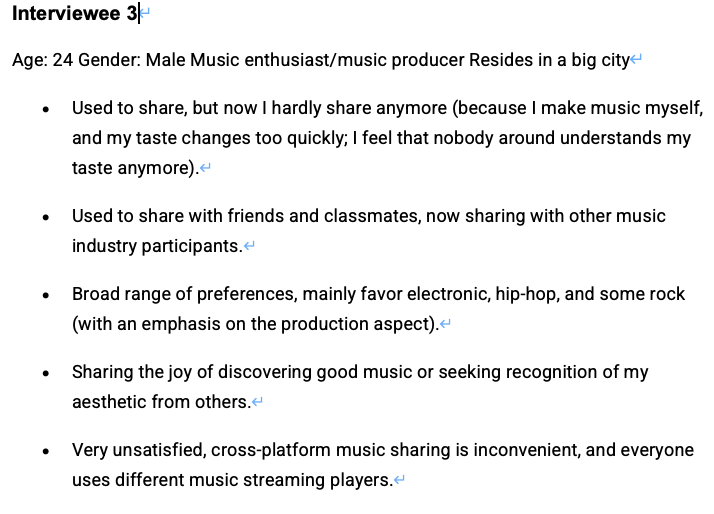 Interviewee 3
Age: 24 Gender: Male Music enthusiast/music producer Resides in a big city
• Used to share, but now I hardly share anymore (because I make music myself,
and my taste changes too quickly; I feel that nobody around understands my
taste anymore).
• Used to share with friends and classmates, now sharing with other music
industry participants.
• Broad range of preferences, mainly favor electronic, hip-hop, and some rock
(with an emphasis on the production aspect).
• Sharing the joy of discovering good music or seeking recognition of my
aesthetic from others.
• Very unsatisfied, cross-platform music sharing is inconvenient, and everyone
uses different music streaming players.